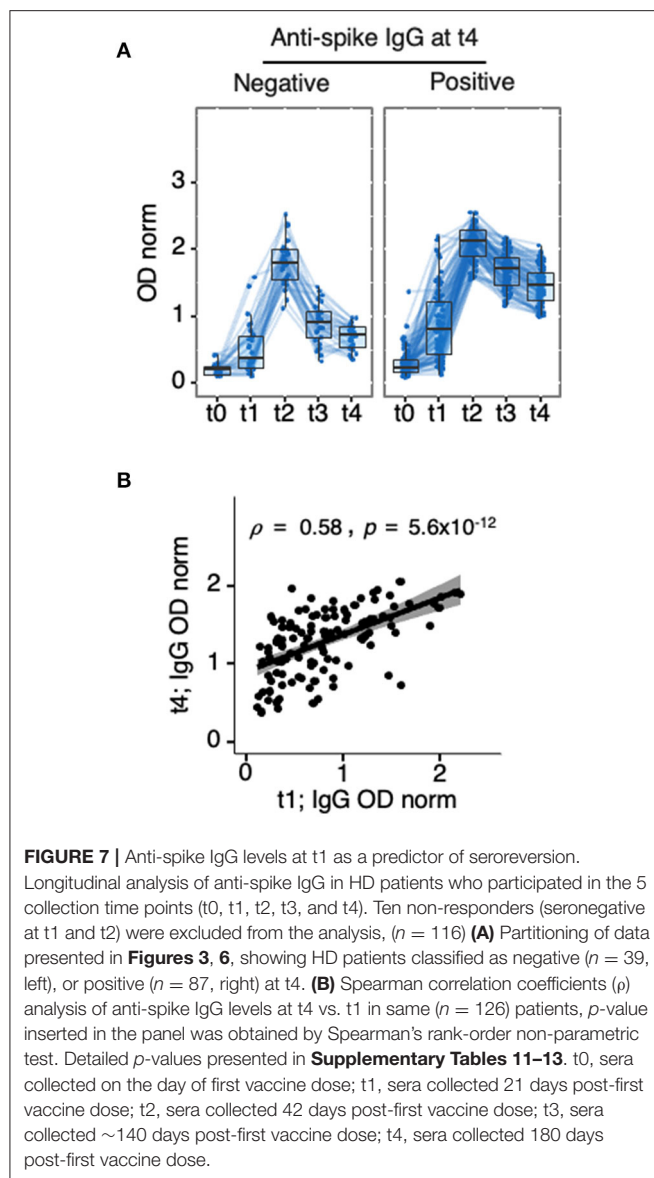 A
Anti-spike IgG at t4
Negative Positive
OD norm
3
2
1
0
t0 t1 t2 t3 t4 t0 t1 t2 t3 t4
B
ρ = 0.58 , p = 5.6x10-12
t4; IgG OD norm
2
1
0
0 1 2
t1; IgG OD norm
FIGURE 7 | Anti-spike IgG levels at t1 as a predictor of seroreversion.
Longitudinal analysis of anti-spike IgG in HD patients who participated in the 5
collection time points (t0, t1, t2, t3, and t4). Ten non-responders (seronegative
at t1 and t2) were excluded from the analysis, (n = 116) (A) Partitioning of data
presented in Figures 3, 6, showing HD patients classified as negative (n = 39,
left), or positive (n = 87, right) at t4. (B) Spearman correlation coefficients (ρ)
analysis of anti-spike IgG levels at t4 vs. t1 in same (n = 126) patients, p-value
inserted in the panel was obtained by Spearman's rank-order non-parametric
test. Detailed p-values presented in Supplementary Tables 11–13. t0, sera
collected on the day of first vaccine dose; t1, sera collected 21 days post-first
vaccine dose; t2, sera collected 42 days post-first vaccine dose; t3, sera
collected ∼140 days post-first vaccine dose; t4, sera collected 180 days
post-first vaccine dose.